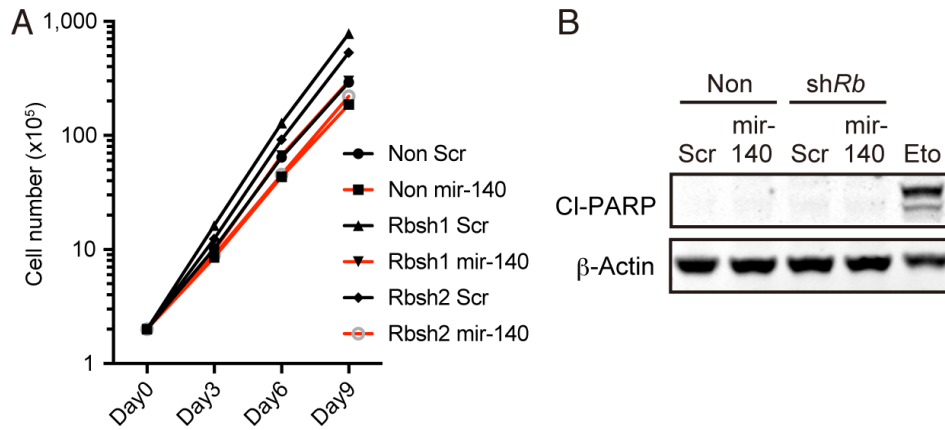 A
Cell number (x10⁵)
1,000
100
10
1
Day0 Day3 Day6 Day9
Non Scr
Non mir-140
Rbsh1 Scr
Rbsh1 mir-140
Rbsh2 Scr
Rbsh2 mir-140
B
Non shRb
mir- mir-
Scr 140 Scr 140 Eto
Cl-PARP
β-Actin